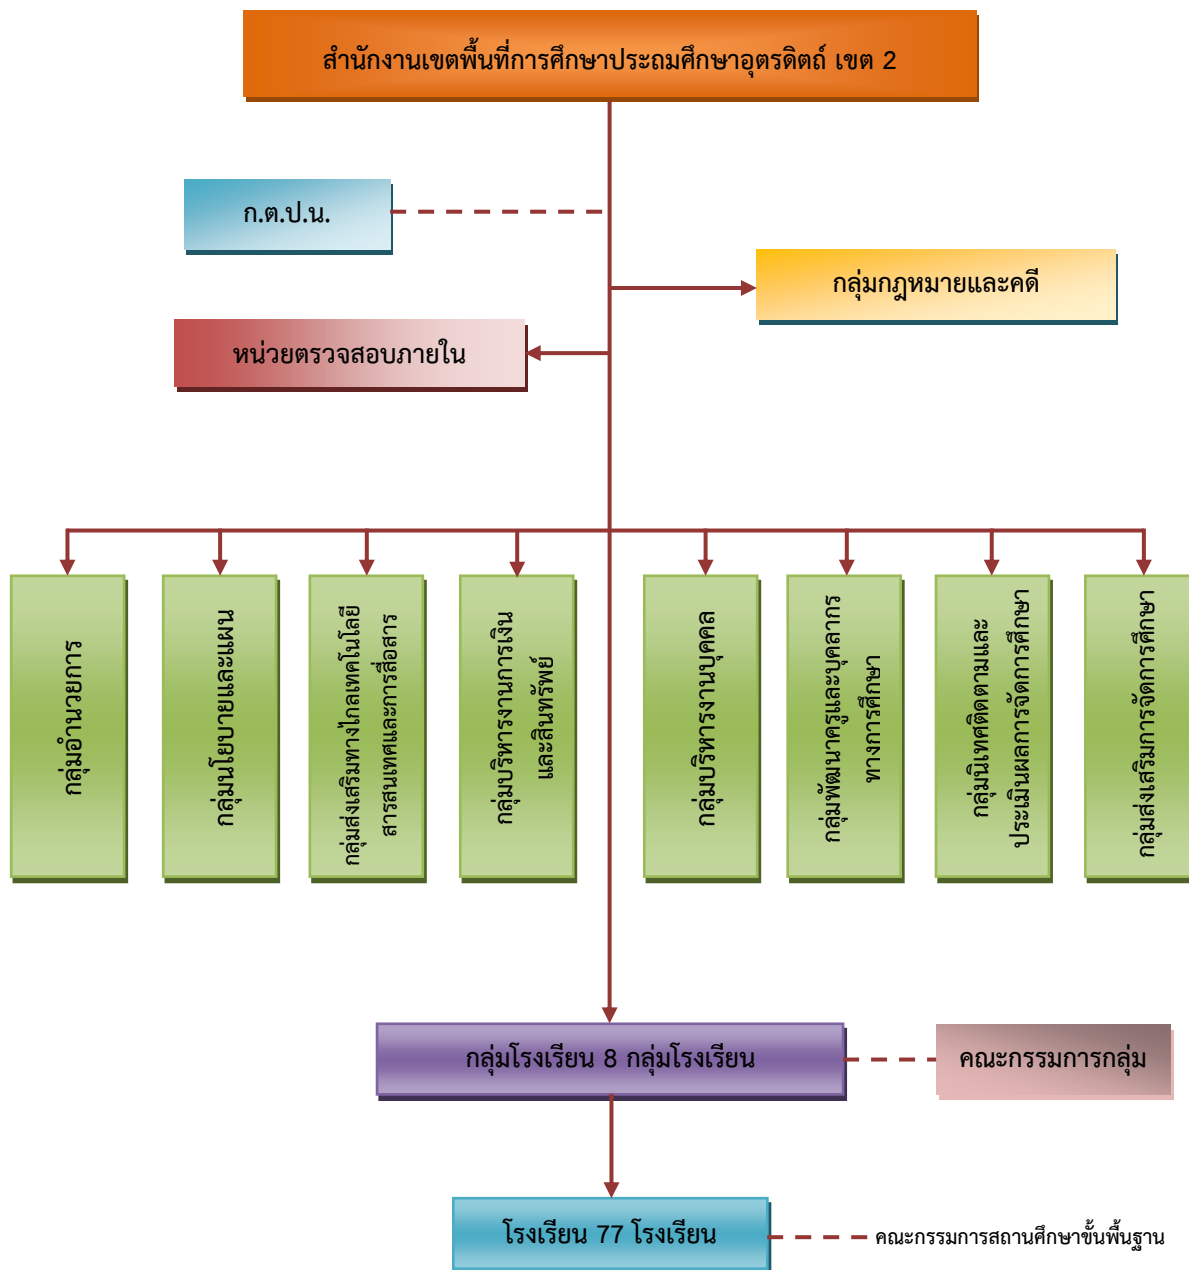 สำนักงานเขตพื้นที่การศึกษาประถมศึกษาอุตรดิตถ์ เขต 2
ก.ต.ป.น.
กลุ่มกฎหมายและคดี
หน่วยตรวจสอบภายใน
กลุ่มอำนวยการ
กลุ่มนโยบายและแผน
กลุ่มส่งเสริมทางไกลเทคโนโลยี
สารสนเทศและการสื่อสาร
กลุ่มบริหารงานการเงิน
และสินทรัพย์
กลุ่มบริหารงานบุคคล
กลุ่มพัฒนาครูและบุคลากร
ทางการศึกษา
กลุ่มนิเทศติดตามและ
ประเมินผลการจัดการศึกษา
กลุ่มส่งเสริมการจัดการศึกษา
กลุ่มโรงเรียน 8 กลุ่มโรงเรียน
คณะกรรมการกลุ่ม
โรงเรียน 77 โรงเรียน
คณะกรรมการสถานศึกษาขั้นพื้นฐาน